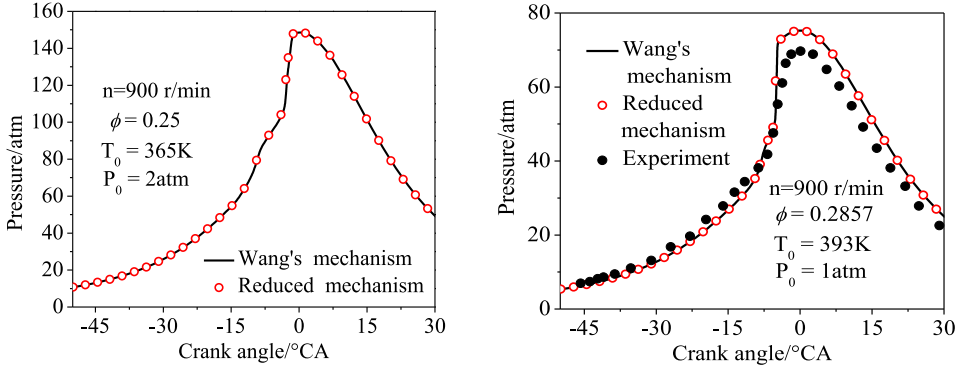 160
140
120
100
80
60
40
20
0
Pressure/atm
n=900 r/min
ϕ = 0.25
T₀ = 365K
P₀ = 2atm
Wang's mechanism
Reduced mechanism
-45 -30 -15 0 15 30
Crank angle/°CA
80
60
40
20
0
Pressure/atm
Wang's
mechanism
Reduced
mechanism
Experiment
n=900 r/min
ϕ = 0.2857
T₀ = 393K
P₀ = 1atm
-45 -30 -15 0 15 30
Crank angle/°CA